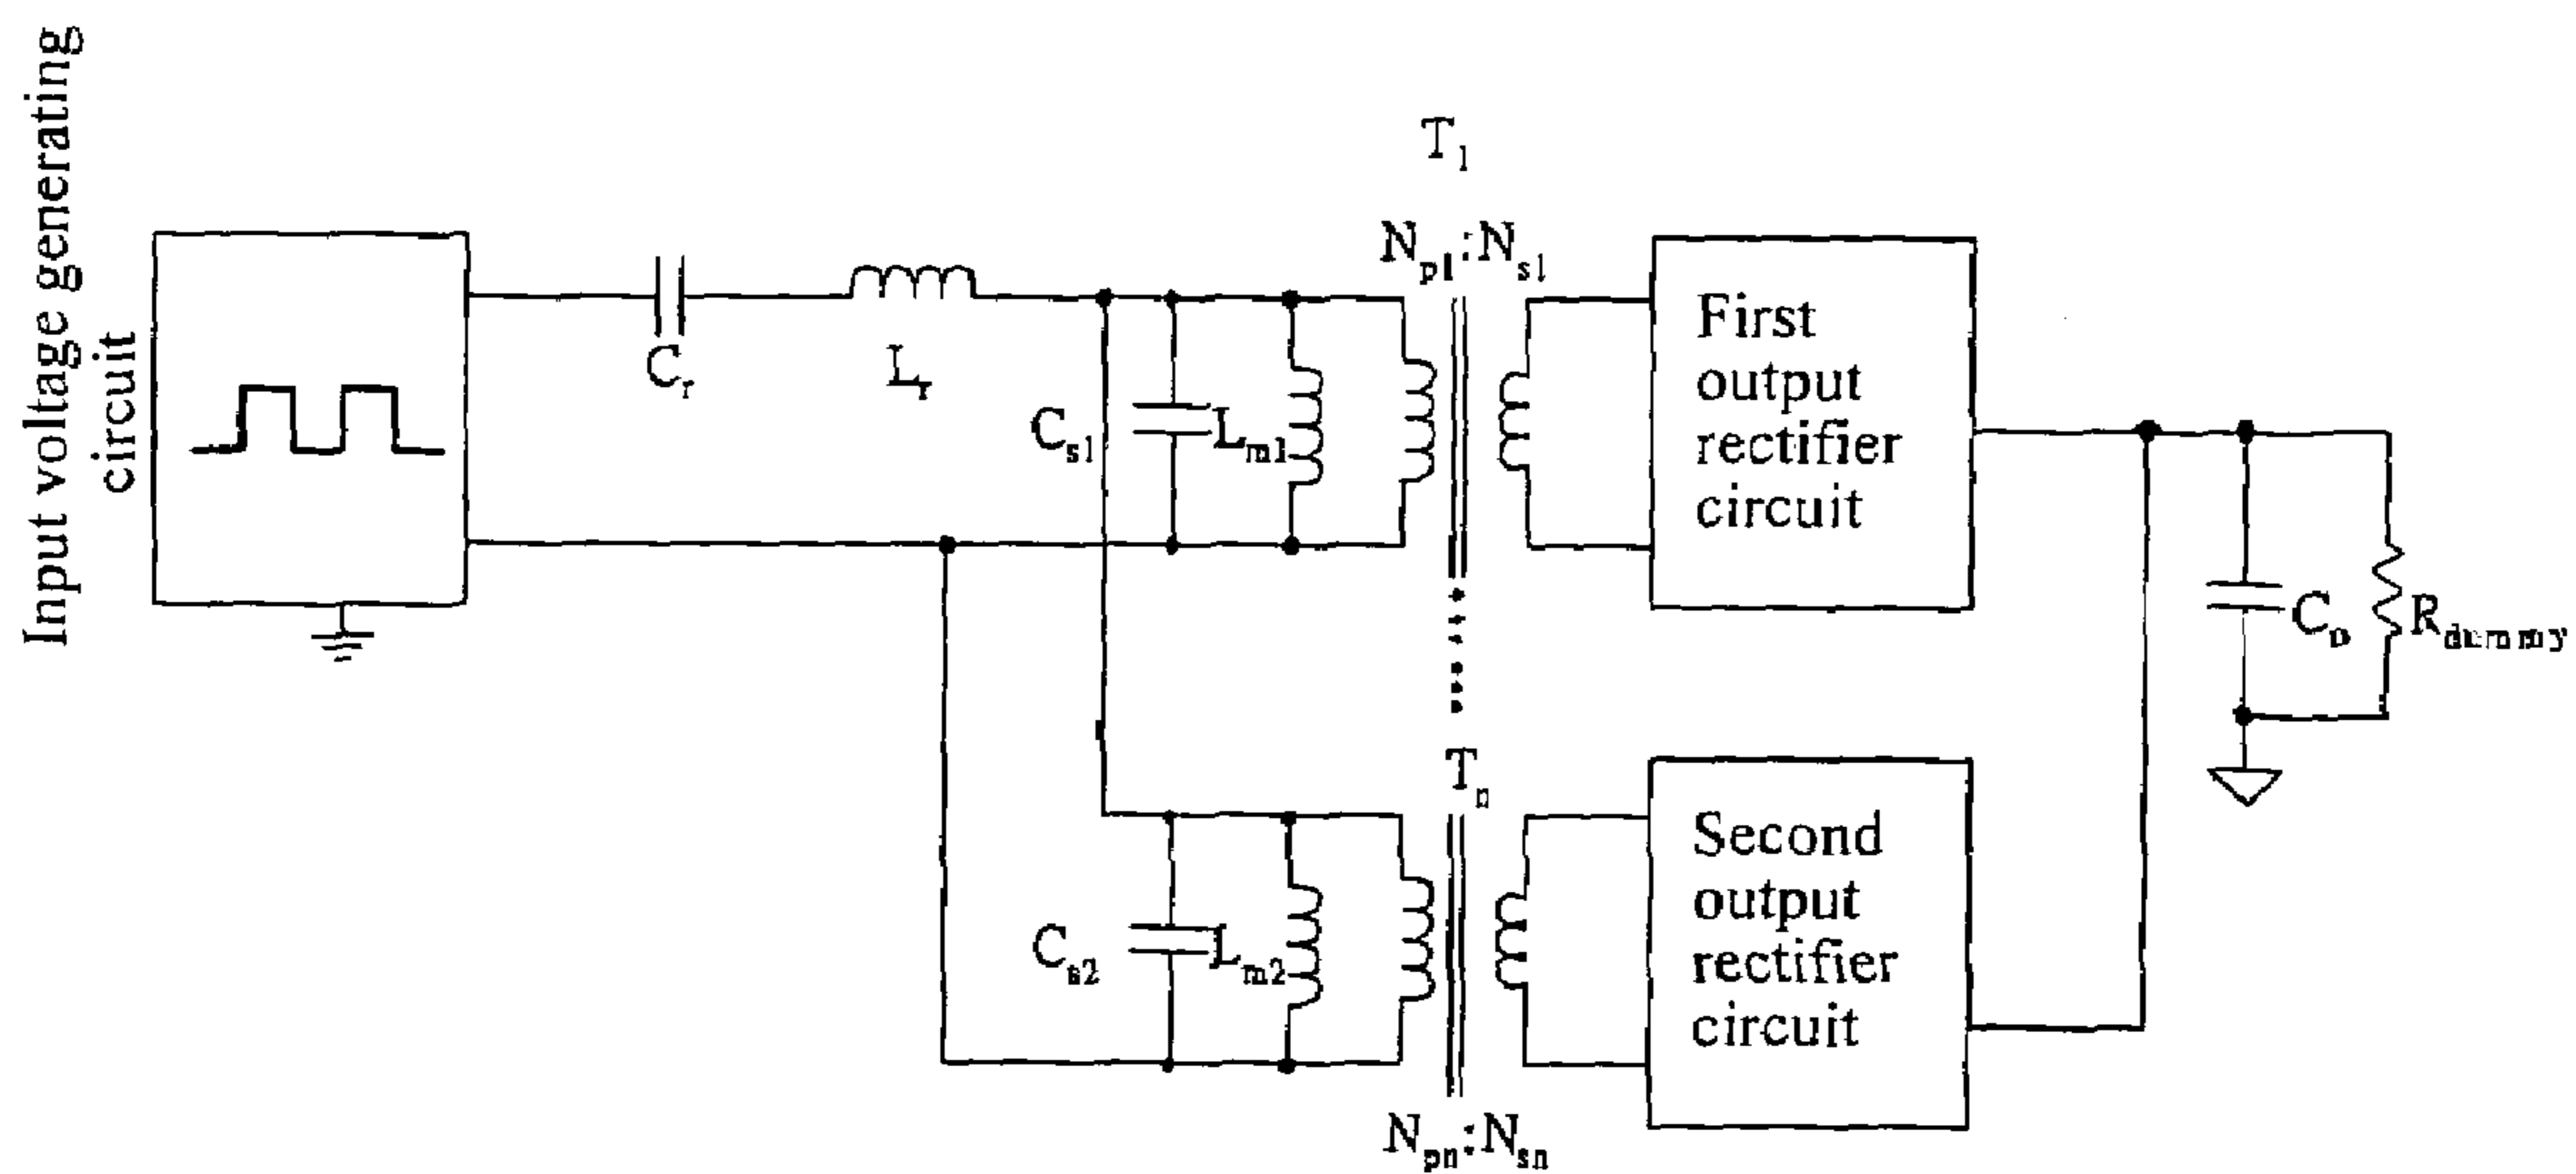 Input voltage generating
circuit
T1
Np1:Ns1
First
output
rectifier
circuit
Cr
Lr
Cs1
Lm1
Co
Rdummy
Tn
Second
output
rectifier
circuit
Cs2
Lm2
Npn:Nsn